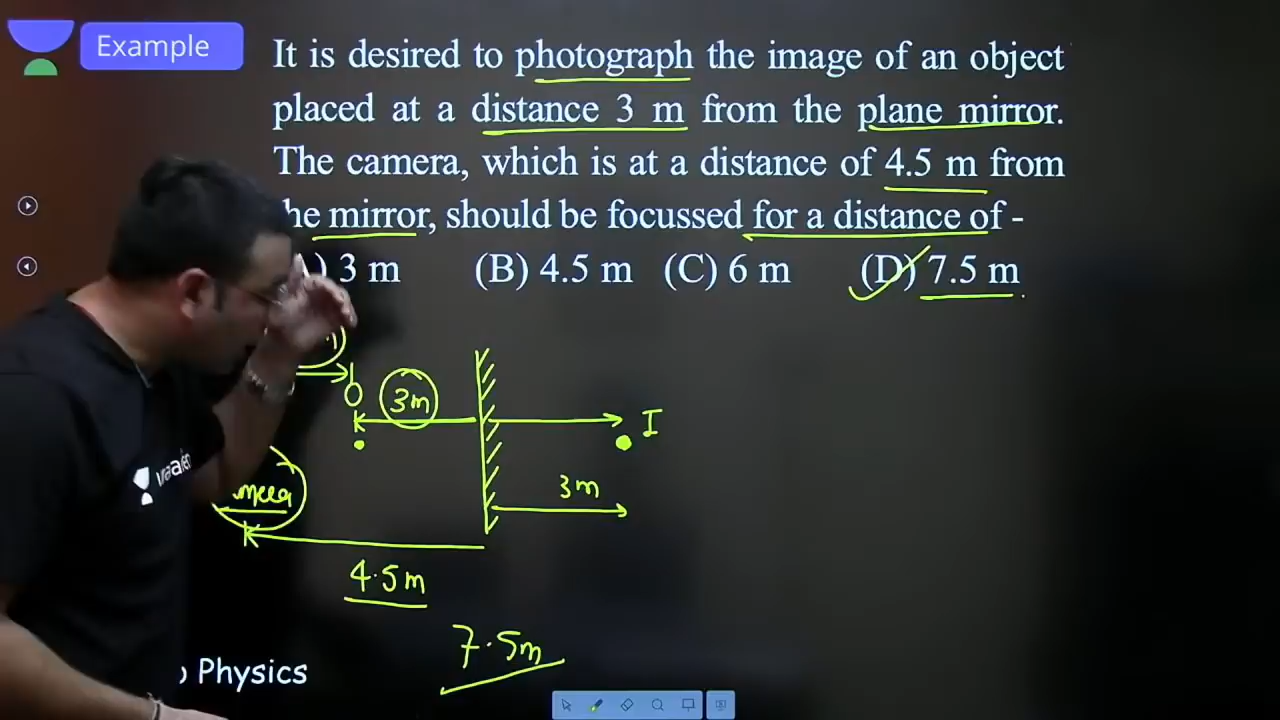 Example
It is desired to photograph the image of an object
placed at a distance 3 m from the plane mirror.
The camera, which is at a distance of 4.5 m from
he mirror, should be focussed for a distance of -
) 3 m (B) 4.5 m (C) 6 m (D) 7.5 m
O 3m I
3m
4.5m
7.5m
Physics